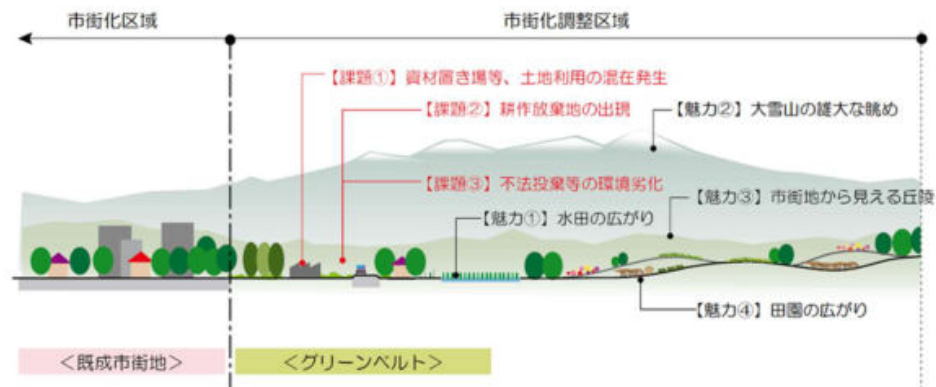 市街化区域
市街化調整区域
【課題①】資材置き場等、土地利用の混在発生
【課題②】耕作放棄地の出現
【魅力②】大雪山の雄大な眺め
【課題③】不法投棄等の環境劣化
【魅力③】市街地から見える丘陵
【魅力①】水田の広がり
【魅力④】田園の広がり
＜既成市街地＞
＜グリーンベルト＞